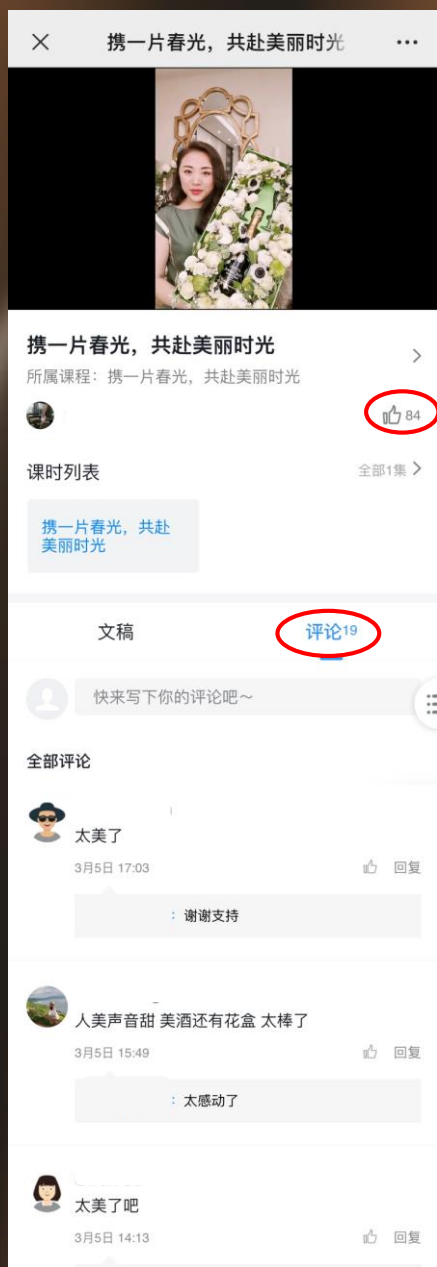 携一片春光，共赴美丽时光
携一片春光，共赴美丽时光
所属课程：携一片春光，共赴美丽时光
84
课时列表
全部1集
携一片春光，共赴
美丽时光
文稿
评论19
快来写下你的评论吧～
全部评论
太美了
3月5日 17:03
回复
：谢谢支持
人美声音甜 美酒还有花盒 太棒了
3月5日 15:49
回复
：太感动了
太美了吧
3月5日 14:13
回复